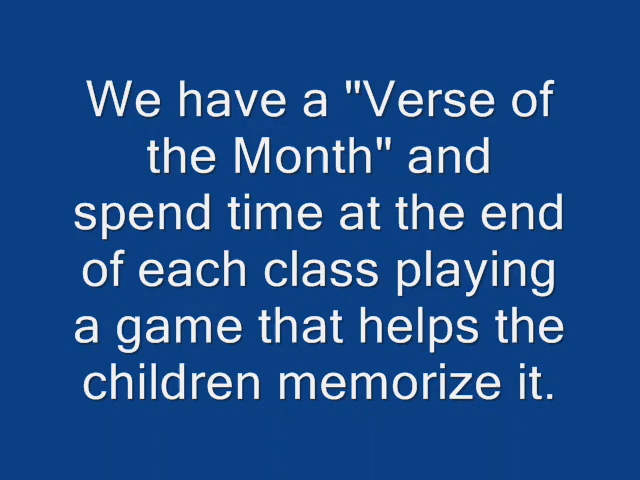 We have a "Verse of
the Month" and
spend time at the end
of each class playing
a game that helps the
children memorize it.